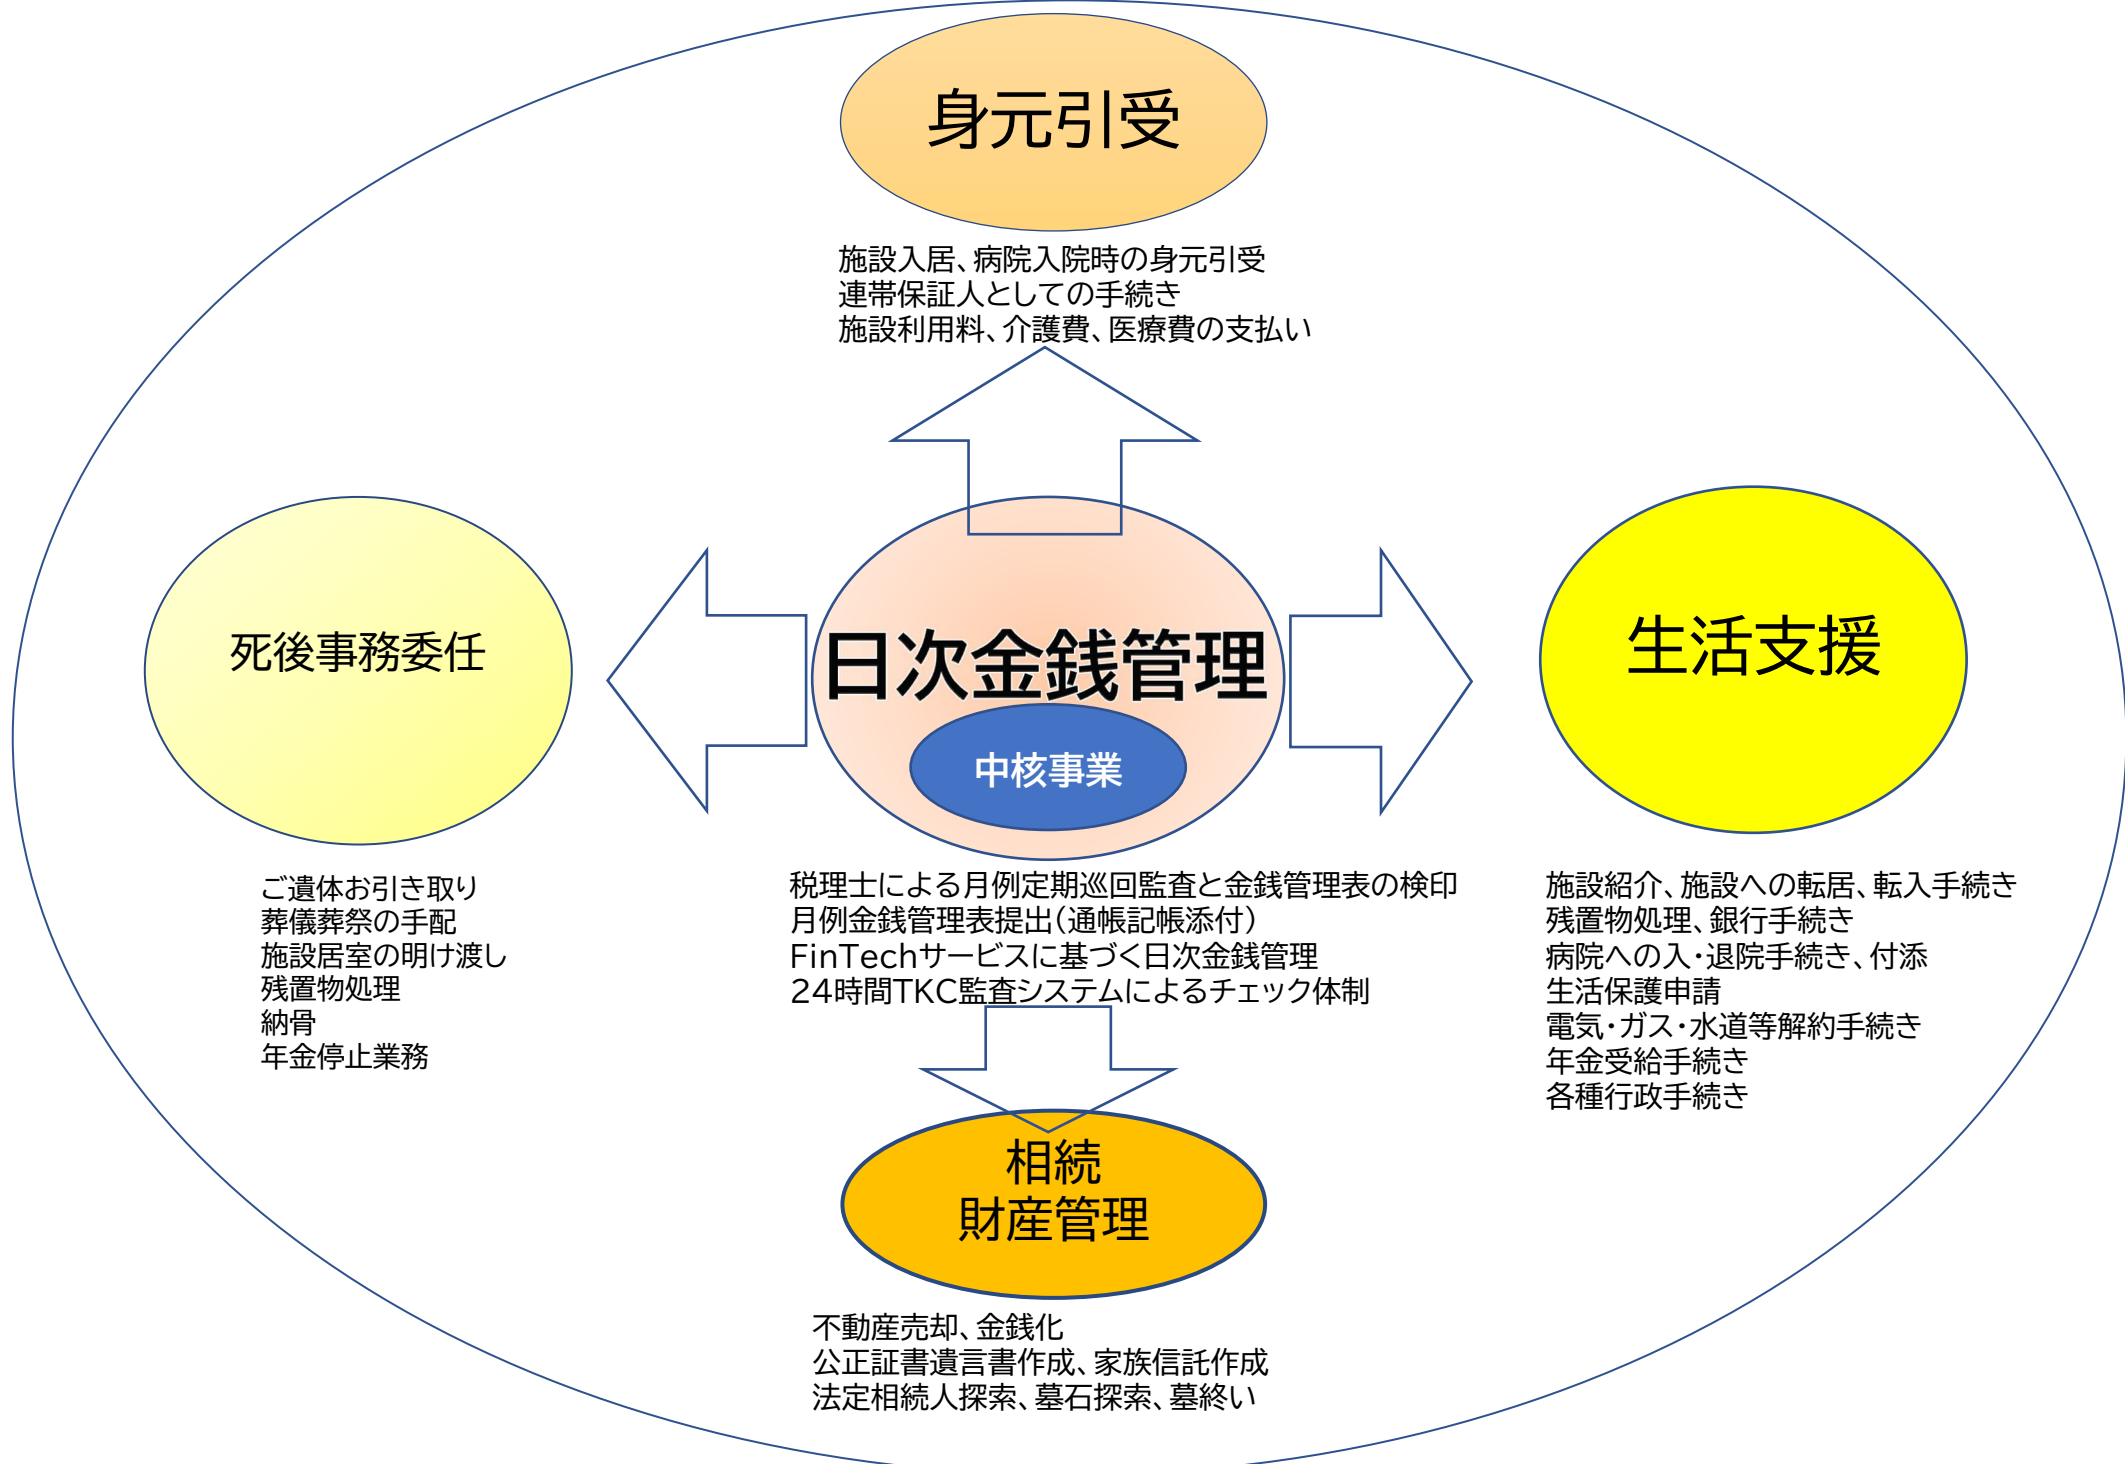 身元引受
施設入居、病院入院時の身元引受
連帯保証人としての手続き
施設利用料、介護費、医療費の支払い
死後事務委任
ご遺体お引き取り
葬儀葬祭の手配
施設居室の明け渡し
残置物処理
納骨
年金停止業務
日次金銭管理
中核事業
税理士による月例定期巡回監査と金銭管理表の検印
月例金銭管理表提出（通帳記帳添付）
FinTechサービスに基づく日次金銭管理
24時間TKC監査システムによるチェック体制
生活支援
施設紹介、施設への転居、転入手続き
残置物処理、銀行手続き
病院への入・退院手続き、付添
生活保護申請
電気・ガス・水道等解約手続き
年金受給手続き
各種行政手続き
相続
財産管理
不動産売却、金銭化
公正証書遺言書作成、家族信託作成
法定相続人探索、墓石探索、墓終い